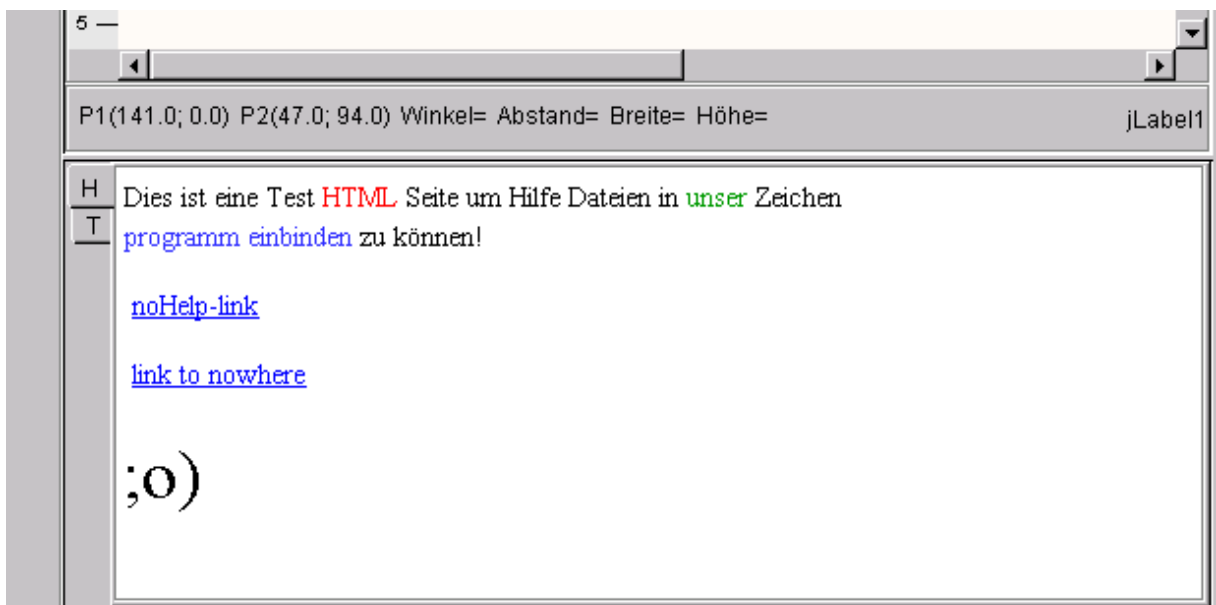 5
P1(141.0; 0.0) P2(47.0; 94.0) Winkel= Abstand= Breite= Höhe= jLabel1
H
T
Dies ist eine Test HTML Seite um Hilfe Dateien in unser Zeichen
programm einbinden zu können!
noHelp-link
link to nowhere
;o)